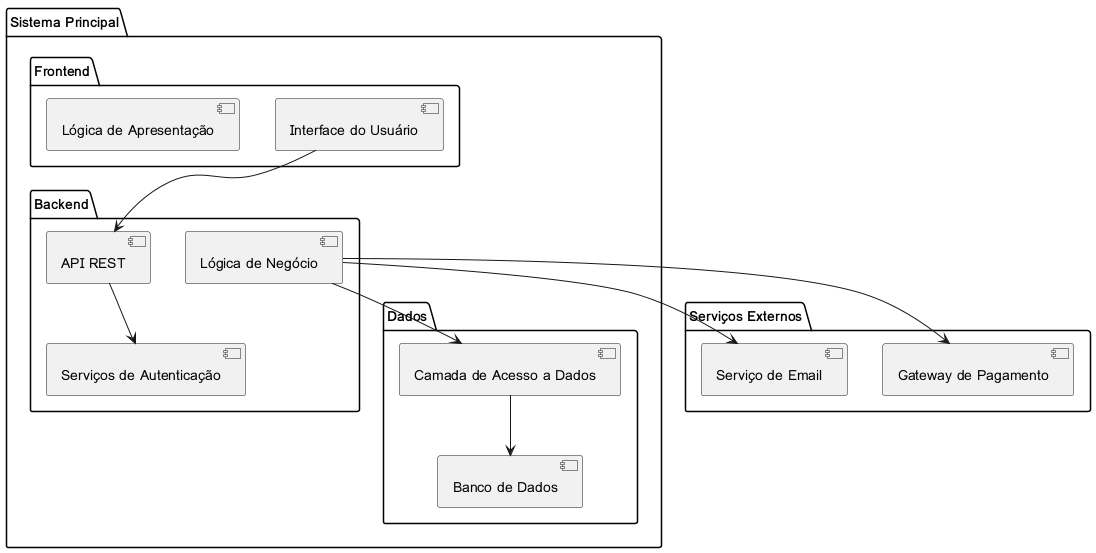 Sistema Principal
Frontend
Lógica de Apresentação
Interface do Usuário
Backend
API REST
Lógica de Negócio
Serviços de Autenticação
Dados
Camada de Acesso a Dados
Banco de Dados
Serviços Externos
Serviço de Email
Gateway de Pagamento